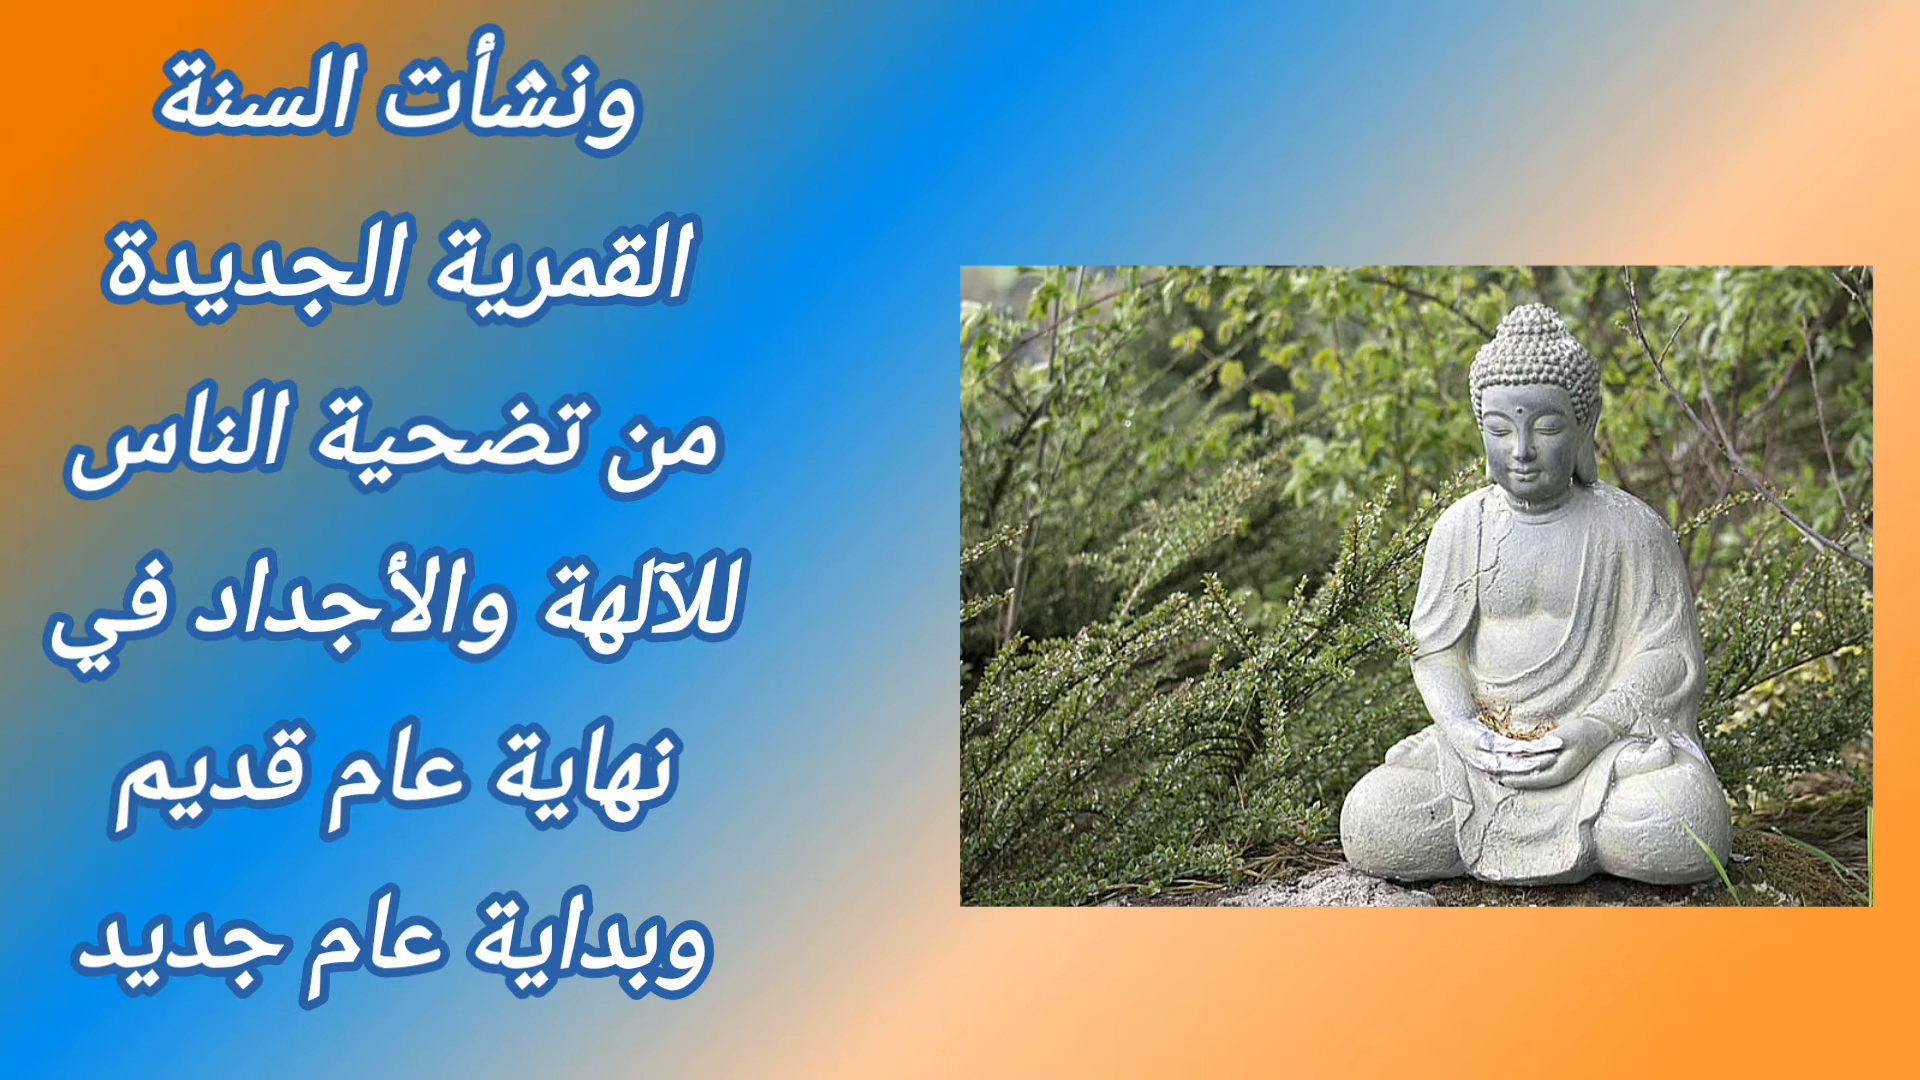 ونشأت السنة
القمرية الجديدة
من تضحية الناس
للآلهة والأجداد في
نهاية عام قديم
وبداية عام جديد